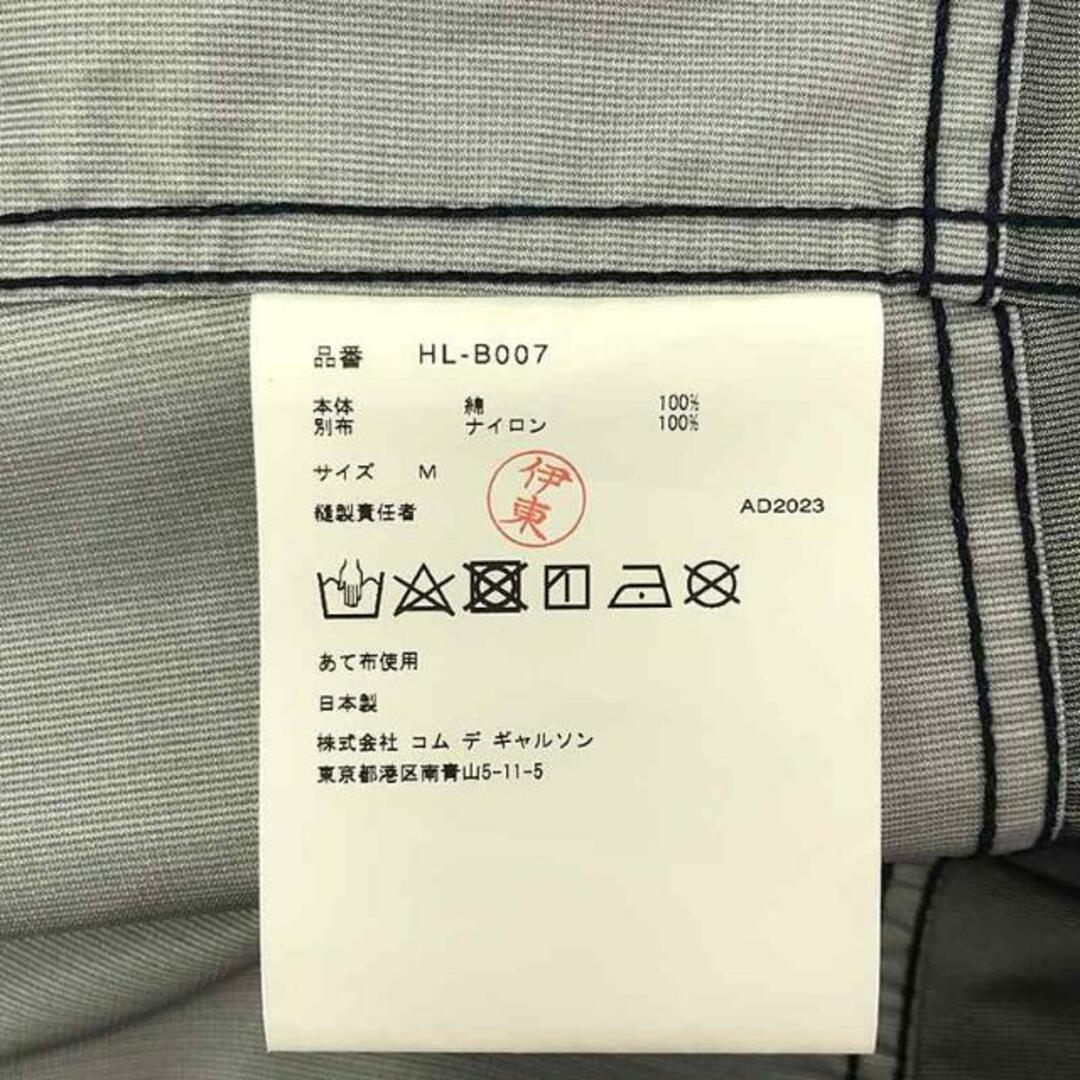 品番 HL-B007
本体 綿 100%
別布 ナイロン 100%
サイズ M
伊東
縫製責任者 AD2023
あて布使用
日本製
株式会社 コム デ ギャルソン
東京都港区南青山5-11-5